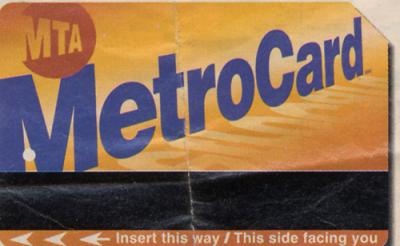 MTA
MetroCard
Insert this way / This side facing you